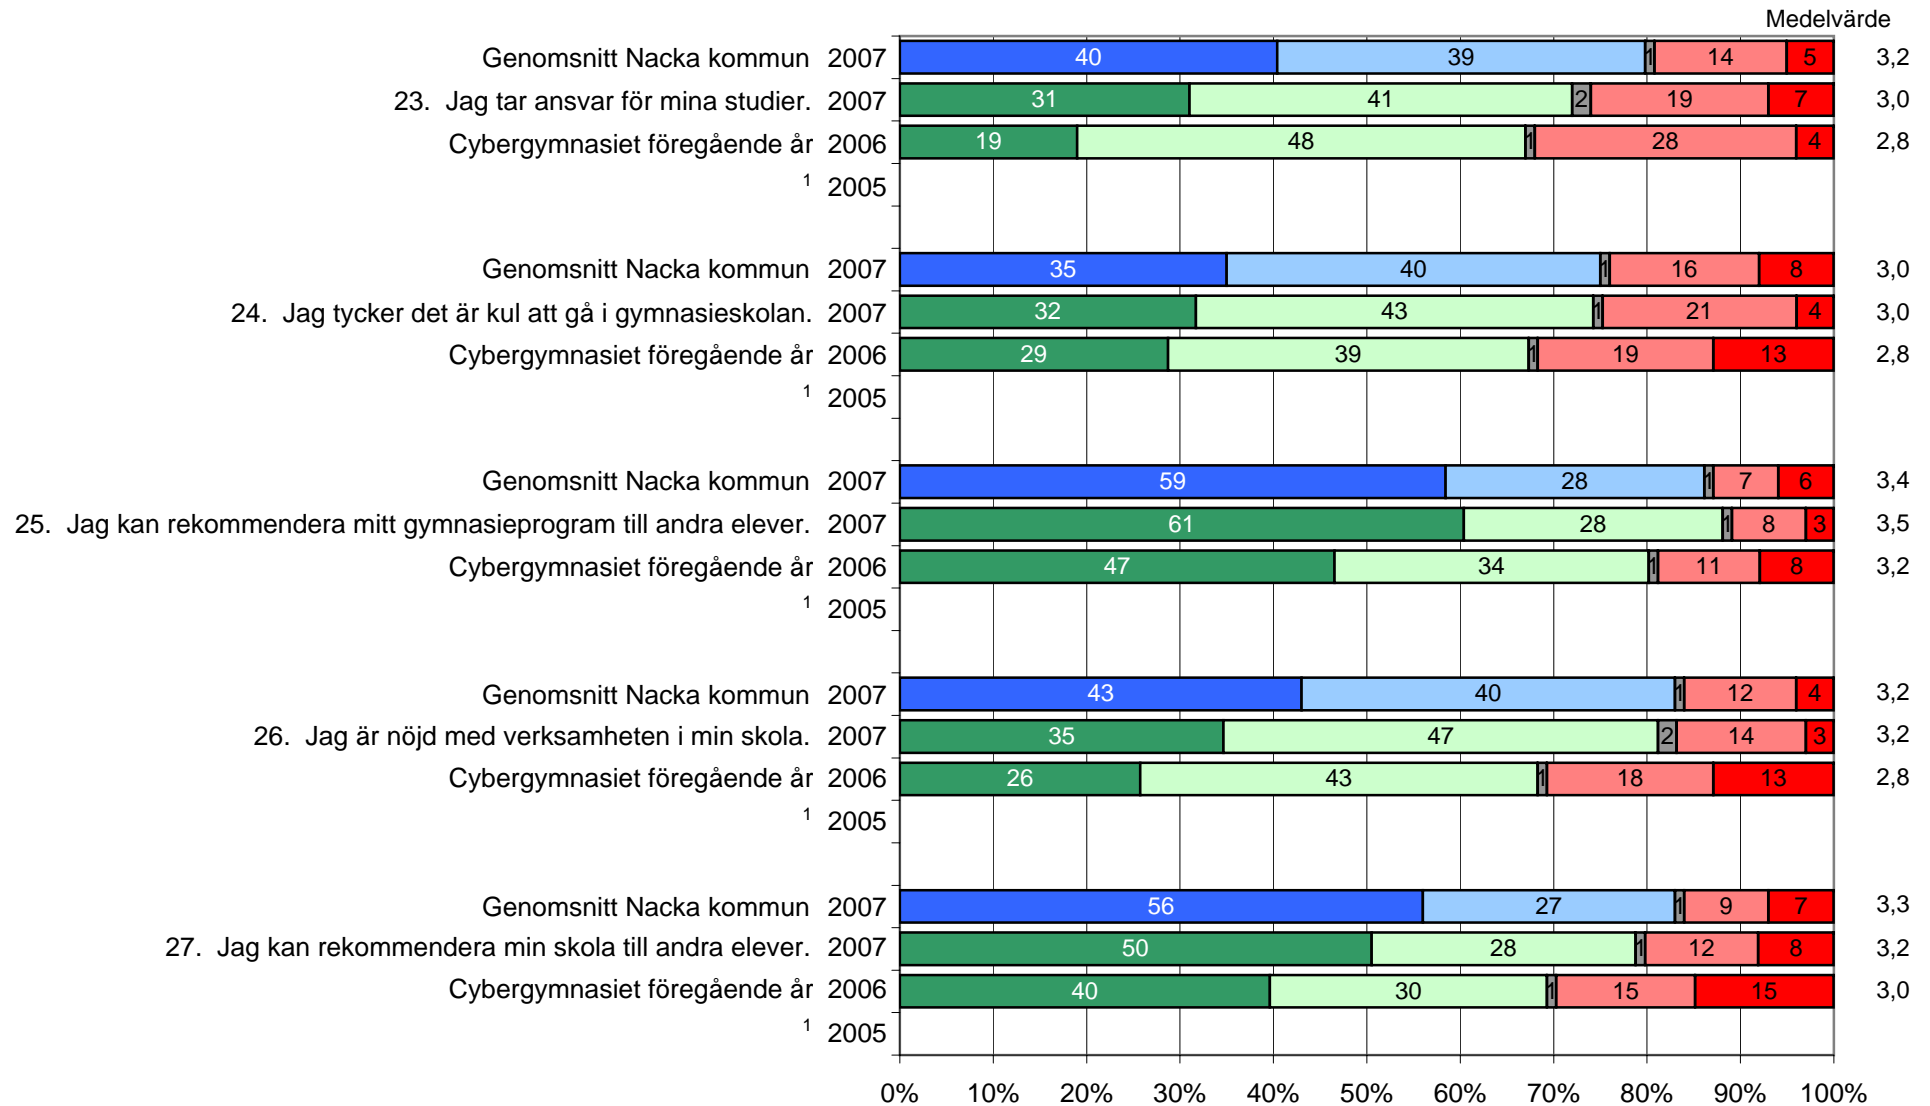 Medelvärde
Genomsnitt Nacka kommun 2007 40 39 1 14 5 3,2
23. Jag tar ansvar för mina studier. 2007 31 41 2 19 7 3,0
Cybergymnasiet föregående år 2006 19 48 1 28 4 2,8
1 2005
Genomsnitt Nacka kommun 2007 35 40 1 16 8 3,0
24. Jag tycker det är kul att gå i gymnasieskolan. 2007 32 43 1 21 4 3,0
Cybergymnasiet föregående år 2006 29 39 1 19 13 2,8
1 2005
Genomsnitt Nacka kommun 2007 59 28 1 7 6 3,4
25. Jag kan rekommendera mitt gymnasieprogram till andra elever. 2007 61 28 1 8 3 3,5
Cybergymnasiet föregående år 2006 47 34 1 11 8 3,2
1 2005
Genomsnitt Nacka kommun 2007 43 40 1 12 4 3,2
26. Jag är nöjd med verksamheten i min skola. 2007 35 47 2 14 3 3,2
Cybergymnasiet föregående år 2006 26 43 1 18 13 2,8
1 2005
Genomsnitt Nacka kommun 2007 56 27 1 9 7 3,3
27. Jag kan rekommendera min skola till andra elever. 2007 50 28 1 12 8 3,2
Cybergymnasiet föregående år 2006 40 30 1 15 15 3,0
1 2005
0% 10% 20% 30% 40% 50% 60% 70% 80% 90% 100%